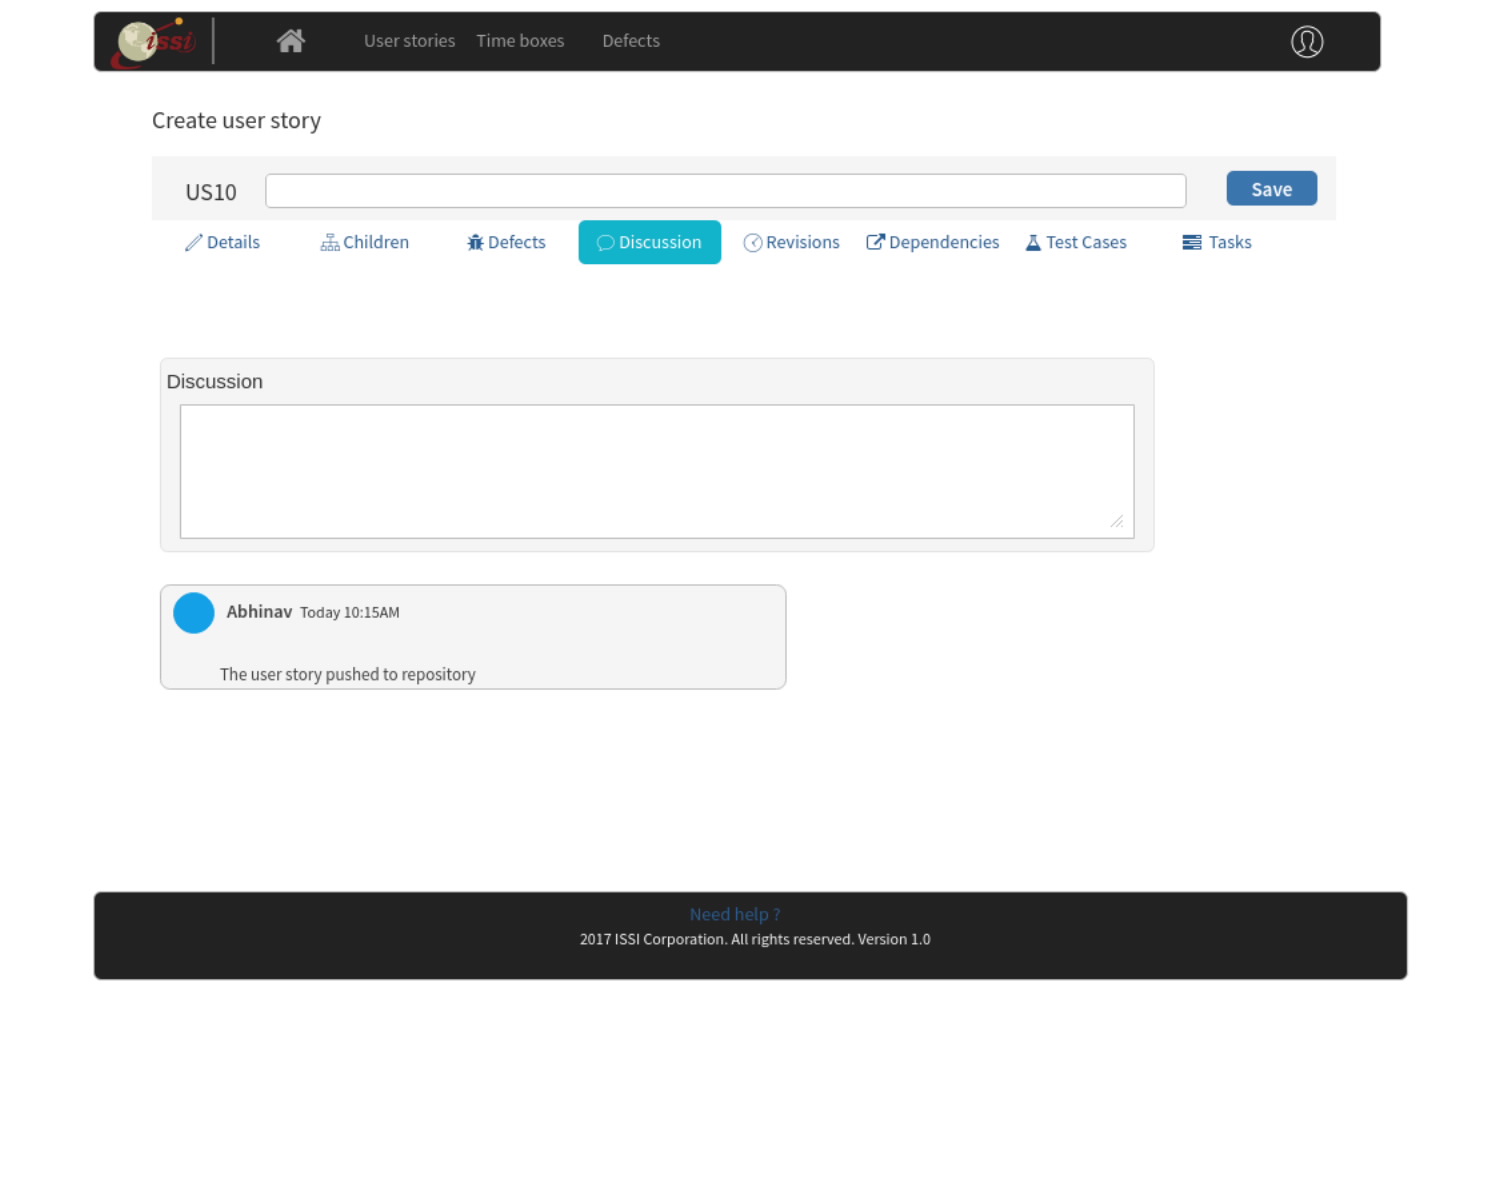 issi
User stories Time boxes Defects
Create user story
US10
Save
Details Children Defects Discussion Revisions Dependencies Test Cases Tasks
Discussion
Abhinav Today 10:15AM
The user story pushed to repository
Need help ?
2017 ISSI Corporation. All rights reserved. Version 1.0